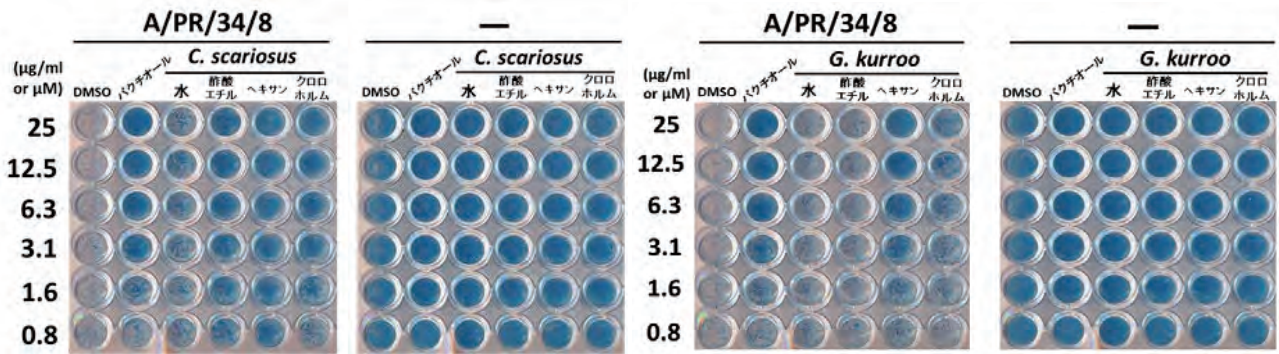 A/PR/34/8
—
C. scariosus
C. scariosus
(µg/ml
or µM)
DMSO
バクチオール
水
酢酸
エチル
ヘキサン
クロロ
ホルム
DMSO
バクチオール
水
酢酸
エチル
ヘキサン
クロロ
ホルム
25
12.5
6.3
3.1
1.6
0.8
A/PR/34/8
—
G. kurroo
G. kurroo
(µg/ml
or µM)
DMSO
バクチオール
水
酢酸
エチル
ヘキサン
クロロ
ホルム
DMSO
バクチオール
水
酢酸
エチル
ヘキサン
クロロ
ホルム
25
12.5
6.3
3.1
1.6
0.8